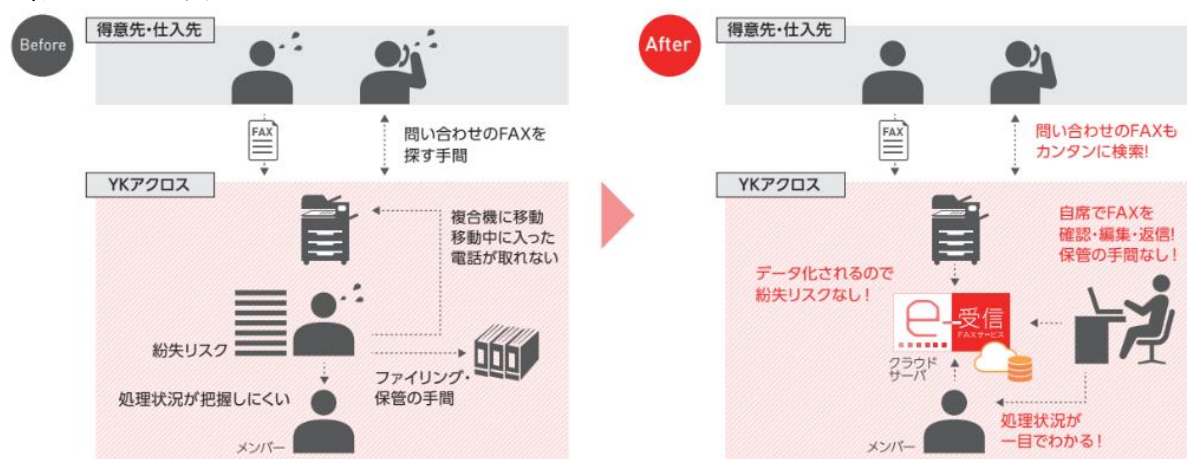 Before
得意先・仕入先
FAX
問い合わせのFAXを
探す手間
YKアクロス
複合機に移動
移動中に入った
電話が取れない
紛失リスク
ファイリング・
保管の手間
処理状況が把握しにくい
メンバー
After
得意先・仕入先
FAX
問い合わせのFAXも
カンタンに検索!
YKアクロス
自席でFAXを
確認・編集・返信!
保管の手間なし!
データ化されるので
紛失リスクなし!
e-受信
FAXサービス
クラウド
サーバ
処理状況が
一目でわかる!
メンバー